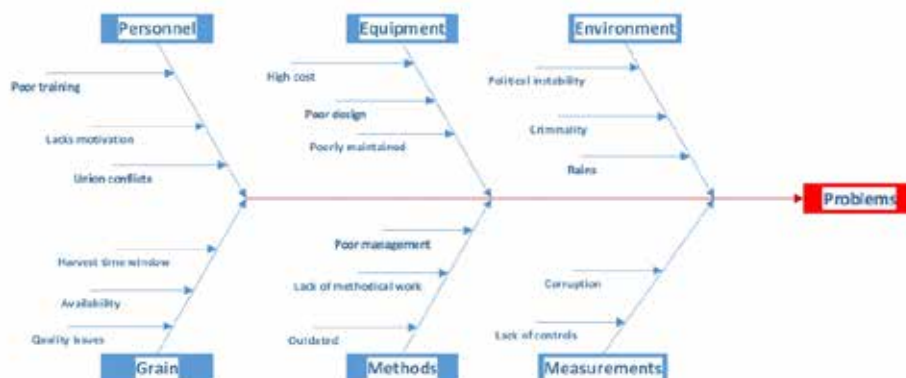 Personnel
Equipment
Environment
Poor training
High cost
Political instability
Poor design
Lacks motivation
Criminality
Poorly maintained
Union conflicts
Rains
Problems
Poor management
Harvest time window
Lack of methodical work
Corruption
Availability
Outdated
Lack of controls
Quality issues
Grain
Methods
Measurements